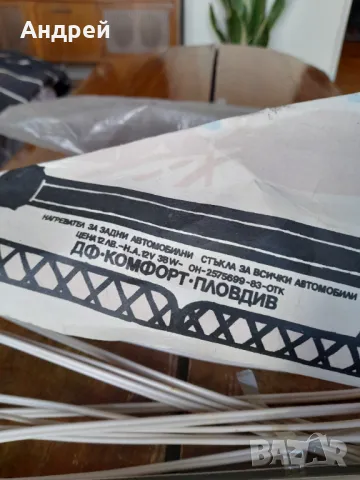 Андрей
НАГРЕВАТЕЛ ЗА ЗАДНИ АВТОМОБИЛНИ СТЪКЛА ЗА ВСИЧКИ АВТОМОБИЛИ
ЦЕНА 12 ЛВ.-Н.А. 12V 38W- ОН-2575699-83-ОТК
ДФ·КОМФОРТ·ПЛОВДИВ
BAZAR